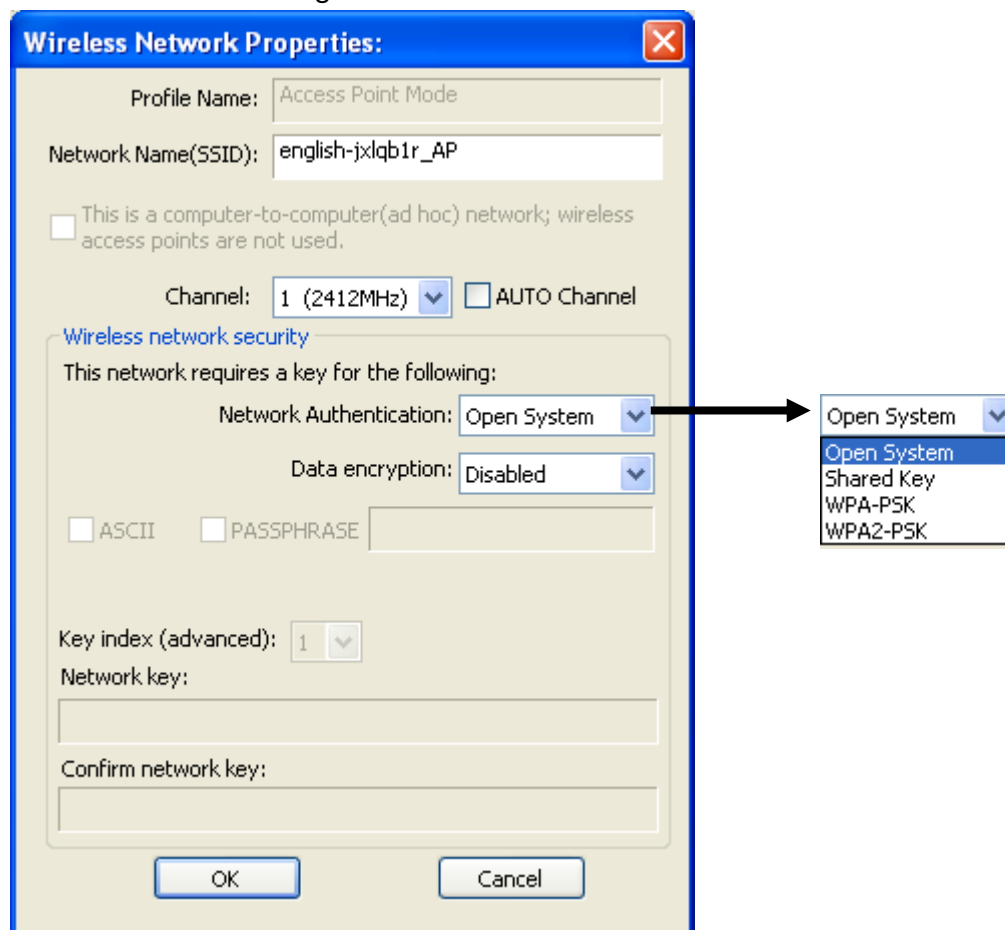 Wireless Network Properties:
Profile Name: Access Point Mode
Network Name(SSID): english-jxlqb1r_AP
This is a computer-to-computer(ad hoc) network; wireless
access points are not used.
Channel: 1 (2412MHz) AUTO Channel
Wireless network security
This network requires a key for the following:
Network Authentication: Open System
Data encryption: Disabled
ASCII PASSPHRASE
Key index (advanced): 1
Network key:
Confirm network key:
OK Cancel
Open System
Open System
Shared Key
WPA-PSK
WPA2-PSK